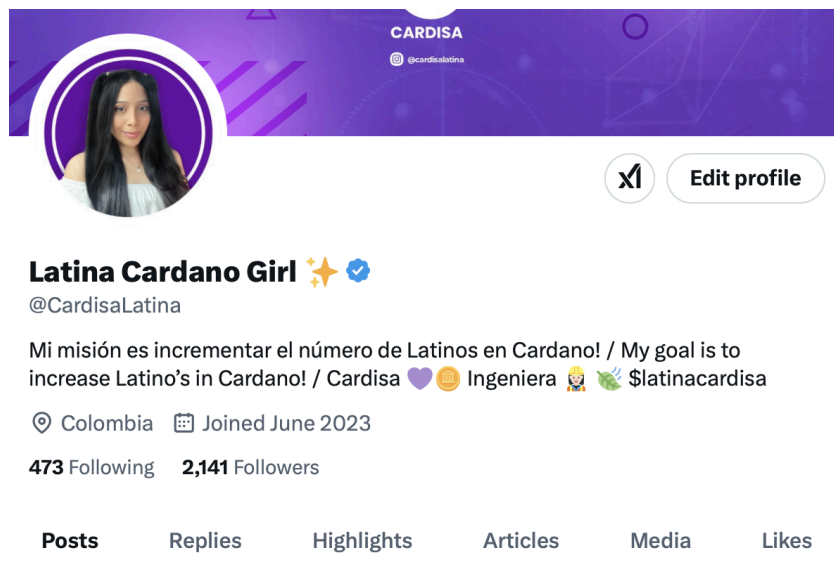 CARDISA
@cardisalatina
Edit profile
Latina Cardano Girl ✨
@CardisaLatina
Mi misión es incrementar el número de Latinos en Cardano! / My goal is to
increase Latino’s in Cardano! / Cardisa 💜🪙 Ingeniera 👷🏻‍♀️ 🍃 $latinacardisa
Colombia Joined June 2023
473 Following 2,141 Followers
Posts Replies Highlights Articles Media Likes